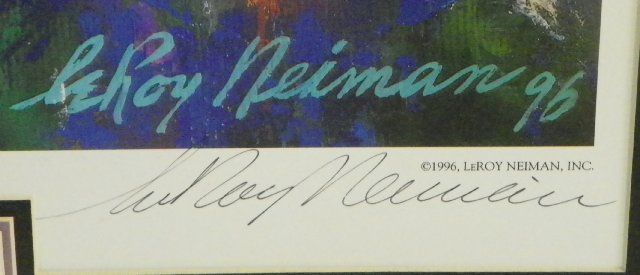 LeRoy Neiman 96
©1996, LEROY NEIMAN, INC.
LeRoy Neiman